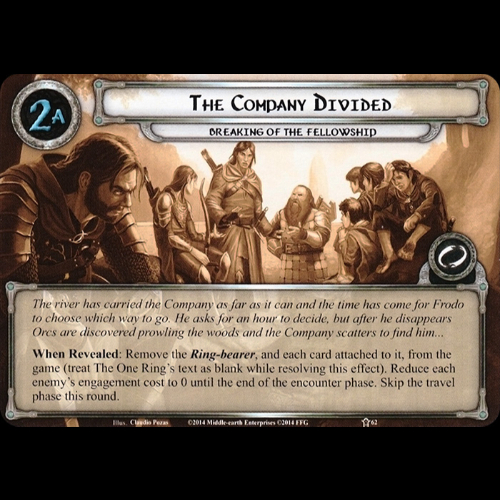 2A
THE COMPANY DIVIDED
BREAKING OF THE FELLOWSHIP
The river has carried the Company as far as it can and the time has come for Frodo
to choose which way to go. He asks for an hour to decide, but after he disappears
Orcs are discovered prowling the woods and the Company scatters to find him...
When Revealed: Remove the Ring-bearer, and each card attached to it, from the
game (treat The One Ring's text as blank while resolving this effect). Reduce each
enemy's engagement cost to 0 until the end of the encounter phase. Skip the travel
phase this round.
Illus. Claudio Pozas ©2014 Middle-earth Enterprises ©2014 FFG 62